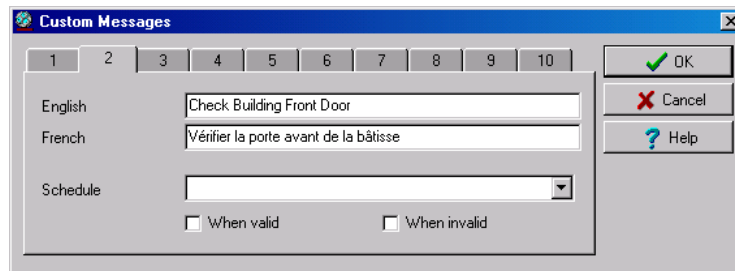 Custom Messages
1 2 3 4 5 6 7 8 9 10
OK
English Check Building Front Door
Cancel
French Vérifier la porte avant de la bâtisse
Help
Schedule
When valid When invalid